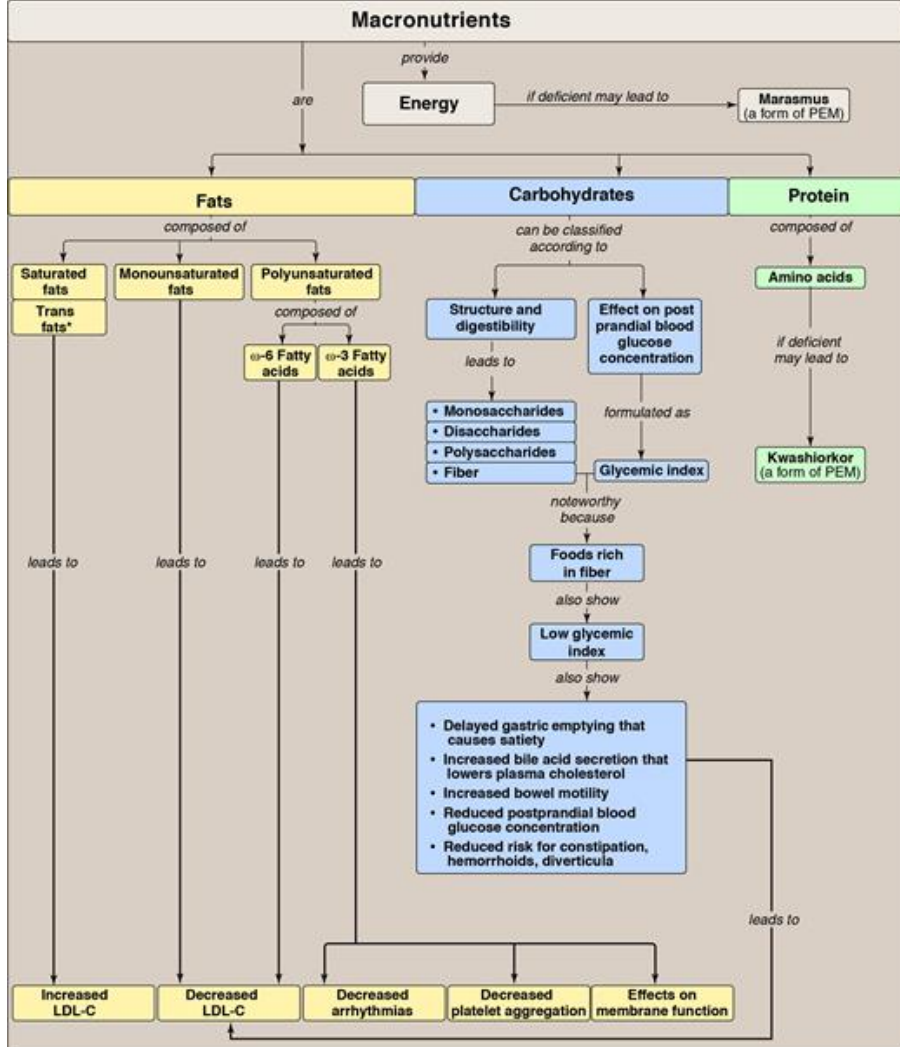 Macronutrients
provide
are
Energy
if deficient may lead to
Marasmus
(a form of PEM)
Fats
Carbohydrates
Protein
composed of
can be classified
according to
composed of
Saturated
fats
Monounsaturated
fats
Polyunsaturated
fats
Trans
fats*
composed of
ω-6 Fatty
acids
ω-3 Fatty
acids
Structure and
digestibility
Effect on post
prandial blood
glucose
concentration
Amino acids
leads to
if deficient
may lead to
• Monosaccharides
• Disaccharides
• Polysaccharides
• Fiber
formulated as
Glycemic index
Kwashiorkor
(a form of PEM)
noteworthy
because
Foods rich
in fiber
also show
Low glycemic
index
also show
leads to
leads to
leads to
leads to
• Delayed gastric emptying that
causes satiety
• Increased bile acid secretion that
lowers plasma cholesterol
• Increased bowel motility
• Reduced postprandial blood
glucose concentration
• Reduced risk for constipation,
hemorrhoids, diverticula
leads to
Increased
LDL-C
Decreased
LDL-C
Decreased
arrhythmias
Decreased
platelet aggregation
Effects on
membrane function